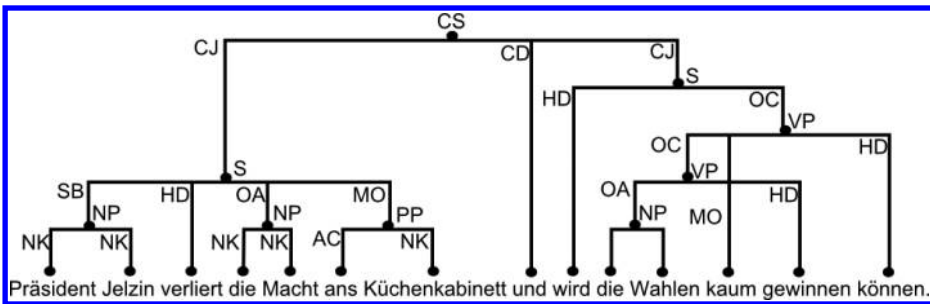 CS
CJ CD CJ
S
HD OC
VP
OC HD
S VP
SB HD OA MO OA HD
NP NP PP NP MO
NK NK NK NK AC NK
Präsident Jelzin verliert die Macht ans Küchenkabinett und wird die Wahlen kaum gewinnen können.